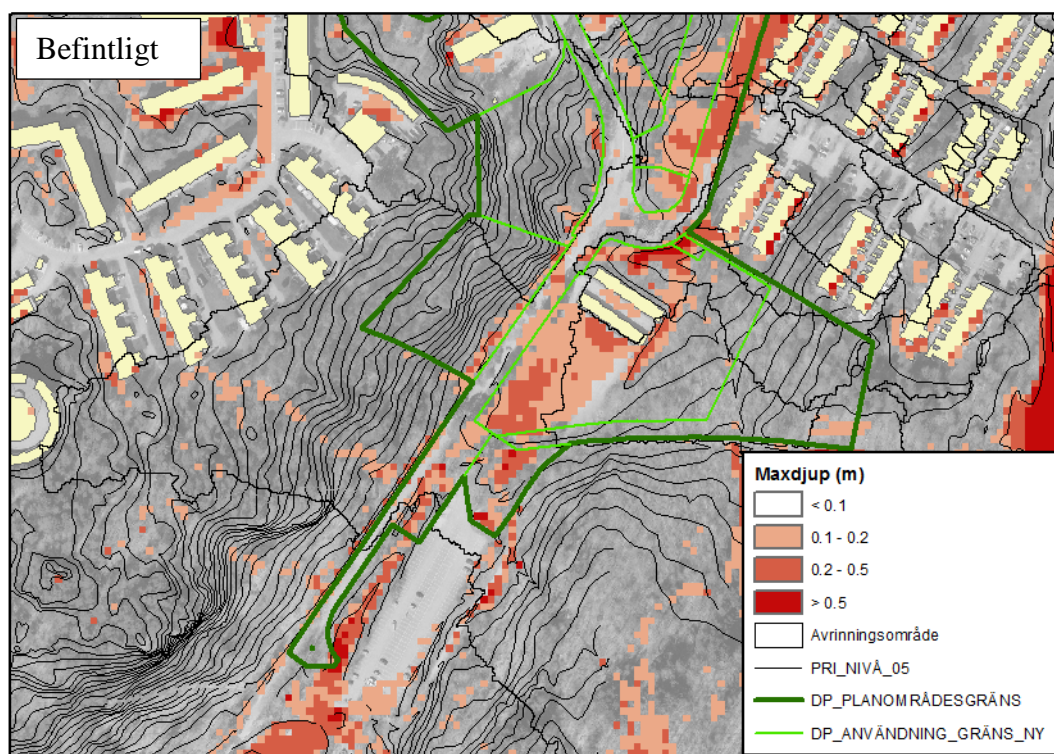 Befintligt
Maxdjup (m)
< 0.1
0.1 - 0.2
0.2 - 0.5
> 0.5
Avrinningsområde
PRI_NIVÅ_05
DP_PLANOMRÅDESGRÄNS
DP_ANVÄNDNING_GRÄNS_NY